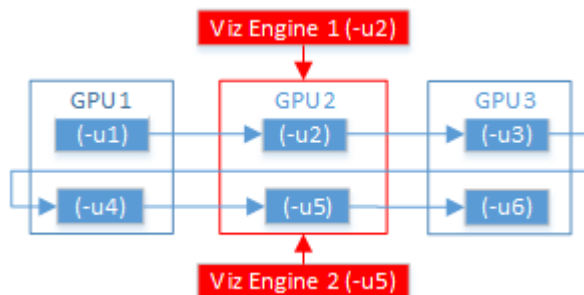 Viz Engine 1 (-u2)
GPU1 GPU2 GPU3
(-u1) (-u2) (-u3)
(-u4) (-u5) (-u6)
Viz Engine 2 (-u5)